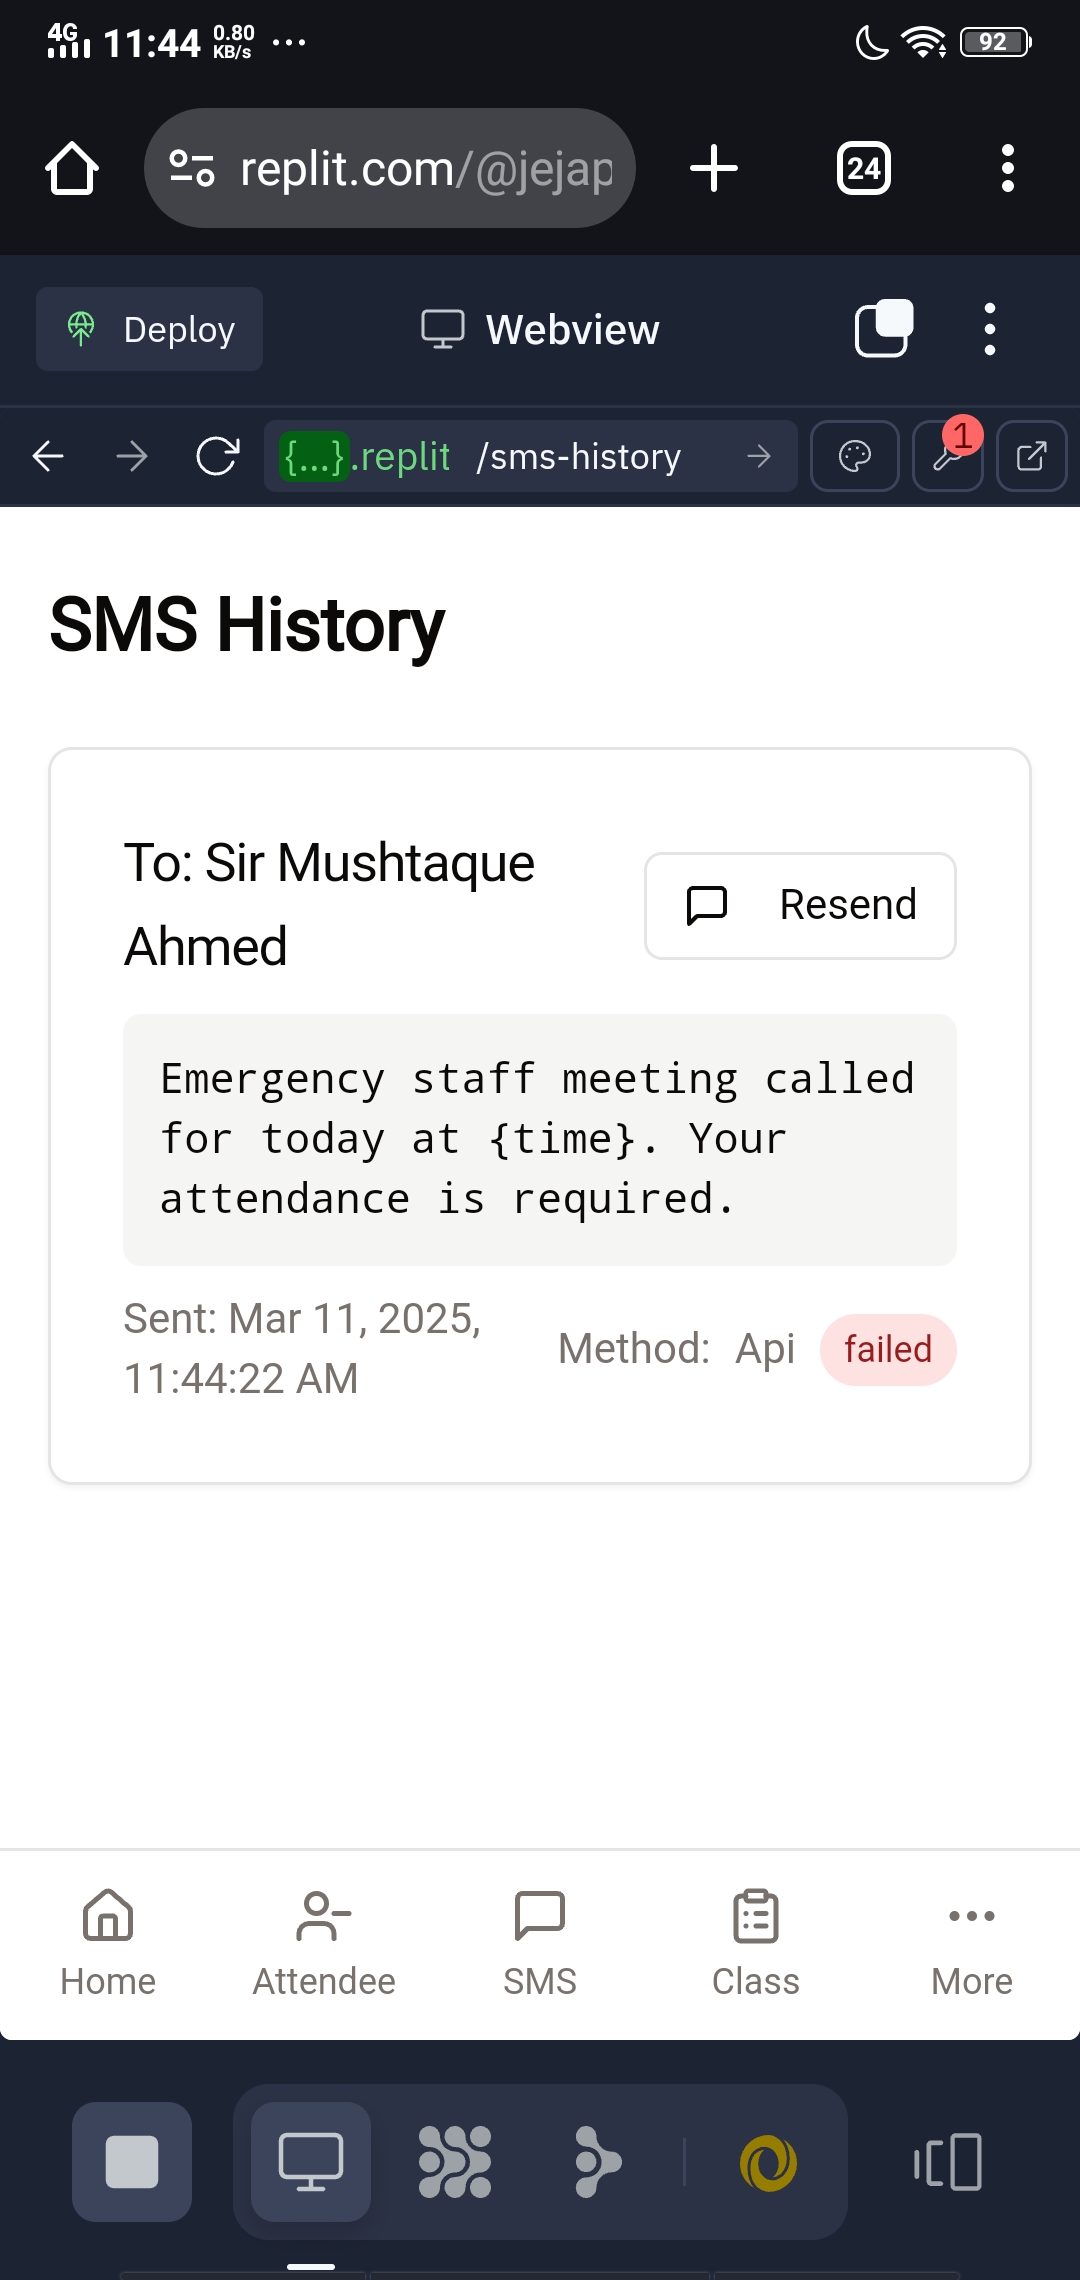 4G 11:44 0.80 KB/s ... 92
replit.com/@jejap 24
Deploy Webview
{...}.replit /sms-history 1
SMS History
To: Sir Mushtaque
Ahmed
Resend
Emergency staff meeting called
for today at {time}. Your
attendance is required.
Sent: Mar 11, 2025,
11:44:22 AM
Method: Api failed
Home Attendee SMS Class More